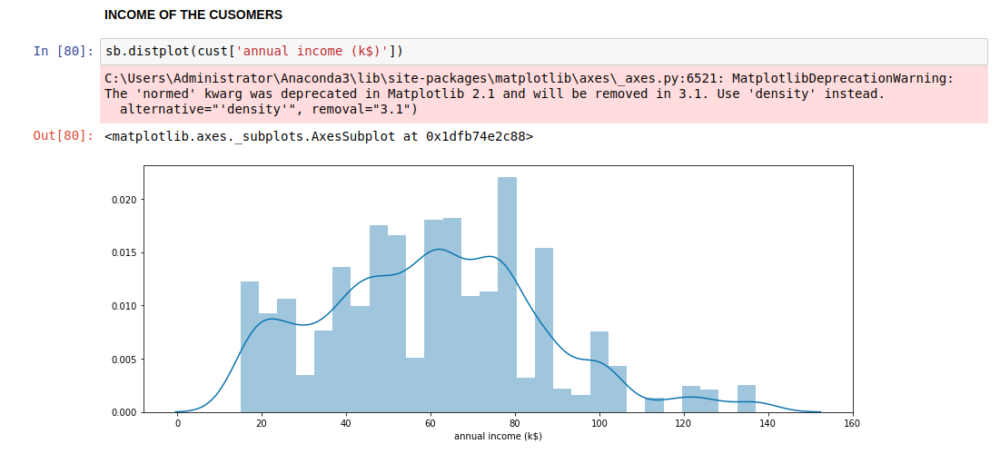 INCOME OF THE CUSOMERS
In [80]: sb.distplot(cust['annual income (k$)'])
C:\Users\Administrator\Anaconda3\lib\site-packages\matplotlib\axes\_axes.py:6521: MatplotlibDeprecationWarning:
The 'normed' kwarg was deprecated in Matplotlib 2.1 and will be removed in 3.1. Use 'density' instead.
  alternative="'density'", removal="3.1")
Out[80]: <matplotlib.axes._subplots.AxesSubplot at 0x1dfb74e2c88>
0.020
0.015
0.010
0.005
0.000
0 20 40 60 80 100 120 140 160
annual income (k$)